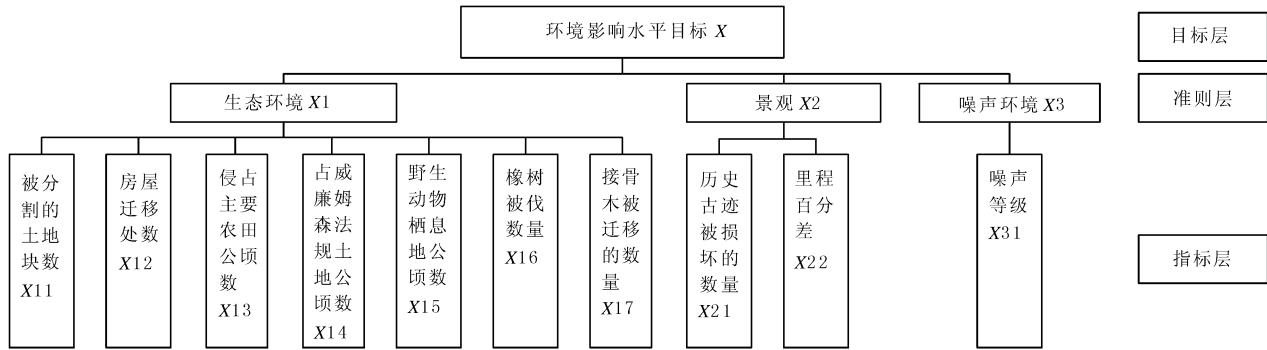 环境影响水平目标 X
目标层
生态环境 X1
景观 X2
噪声环境 X3
准则层
被分
割的
土地
块数
X11
房屋
迁移
处数
X12
侵占
主要
农田
公顷
数
X13
占威
廉姆
森法
规土
地公
顷数
X14
野生
动物
栖息
地公
顷数
X15
橡树
被伐
数量
X16
接骨
木被
迁移
的数
量
X17
历史
古迹
被损
坏的
数量
X21
里程
百分
差
X22
噪声
等级
X31
指标层